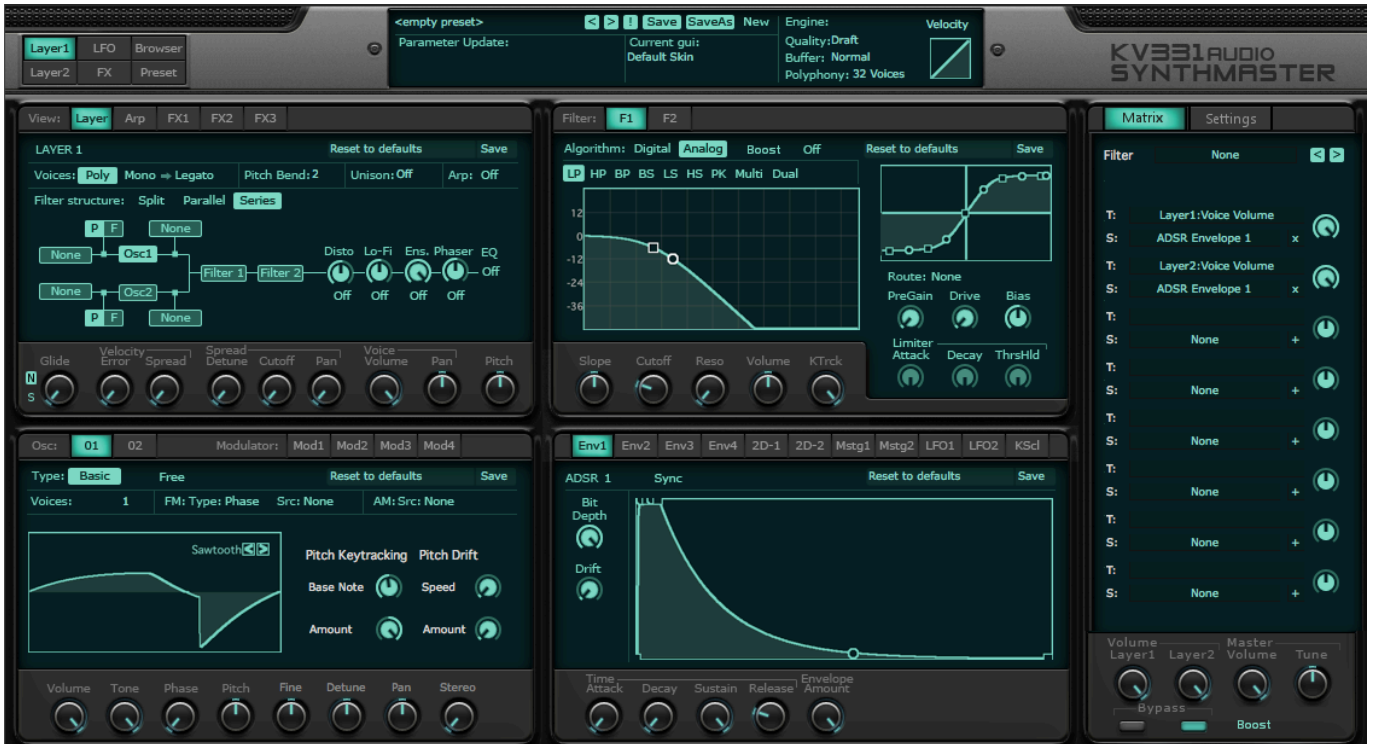 <empty preset> < > ! Save SaveAs New Engine: Velocity
Parameter Update: Current gui: Quality:Draft
Default Skin Buffer: Normal
Polyphony: 32 Voices
Layer1 LFO Browser
Layer2 FX Preset
KV331AUDIO
SYNTHMASTER
View: Layer Arp FX1 FX2 FX3
LAYER 1 Reset to defaults Save
Voices: Poly Mono ⇒ Legato Pitch Bend: 2 Unison: Off Arp: Off
Filter structure: Split Parallel Series
P F None
None Osc1
Disto Lo-Fi Ens. Phaser EQ
Filter 1 Filter 2 Off
None Osc2 Off Off Off Off
P F None
Velocity Spread Voice
Glide Error Spread Detune Cutoff Pan Volume Pan Pitch
N
S
Filter: F1 F2
Algorithm: Digital Analog Boost Off Reset to defaults Save
LP HP BP BS LS HS PK Multi Dual
12
0
-12
-24
-36
Route: None
PreGain Drive Bias
Limiter
Attack Decay ThrsHld
Slope Cutoff Reso Volume KTrck
Matrix Settings
Filter None < >
T: Layer1:Voice Volume
S: ADSR Envelope 1 x
T: Layer2:Voice Volume
S: ADSR Envelope 1 x
T:
S: None +
T:
S: None +
T:
S: None +
T:
S: None +
T:
S: None +
T:
S: None +
Volume Master
Layer1 Layer2 Volume Tune
Bypass
Boost
Osc: 01 02 Modulator: Mod1 Mod2 Mod3 Mod4
Type: Basic Free Reset to defaults Save
Voices: 1 FM: Type: Phase Src: None AM: Src: None
Sawtooth < >
Pitch Keytracking Pitch Drift
Base Note Speed
Amount Amount
Volume Tone Phase Pitch Fine Detune Pan Stereo
Env1 Env2 Env3 Env4 2D-1 2D-2 Mstg1 Mstg2 LFO1 LFO2 KScl
ADSR 1 Sync Reset to defaults Save
Bit
Depth
Drift
Time Envelope
Attack Decay Sustain Release Amount